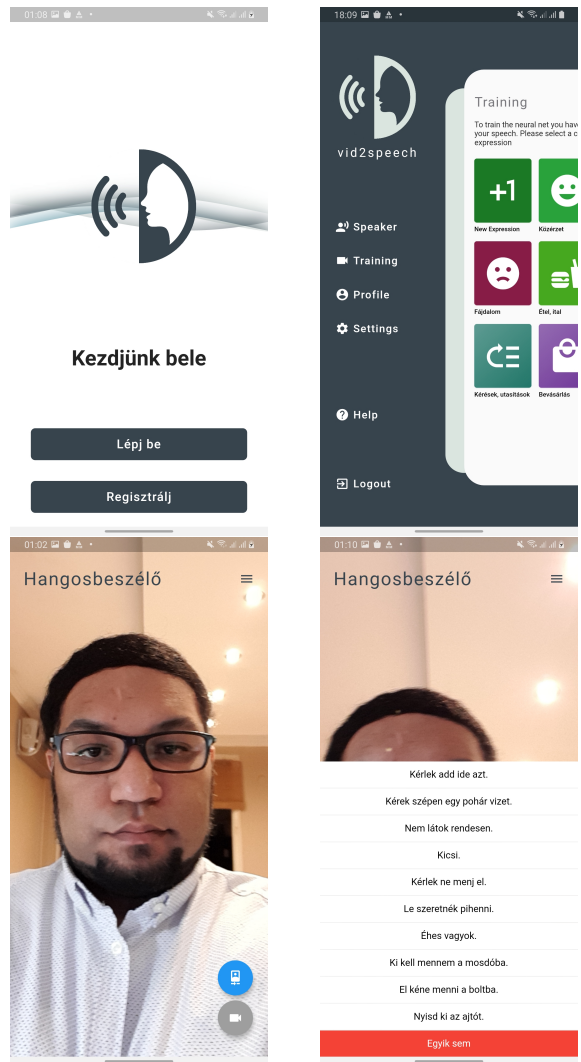 01:08
Kezdjünk bele
Lépj be
Regisztrálj
18:09
vid2speech
Speaker
Training
Profile
Settings
Help
Logout
Training
To train the neural net you have
your speech. Please select a c
expression
+1
New Expression
Közérzet
Fájdalom
Étel, ital
Kérések, utasítások
Bevásárlás
01:02
Hangosbeszélő
01:10
Hangosbeszélő
Kérlek add ide azt.
Kérek szépen egy pohár vizet.
Nem látok rendesen.
Kicsi.
Kérlek ne menj el.
Le szeretnék pihenni.
Éhes vagyok.
Ki kell mennem a mosdóba.
El kéne menni a boltba.
Nyisd ki az ajtót.
Egyik sem